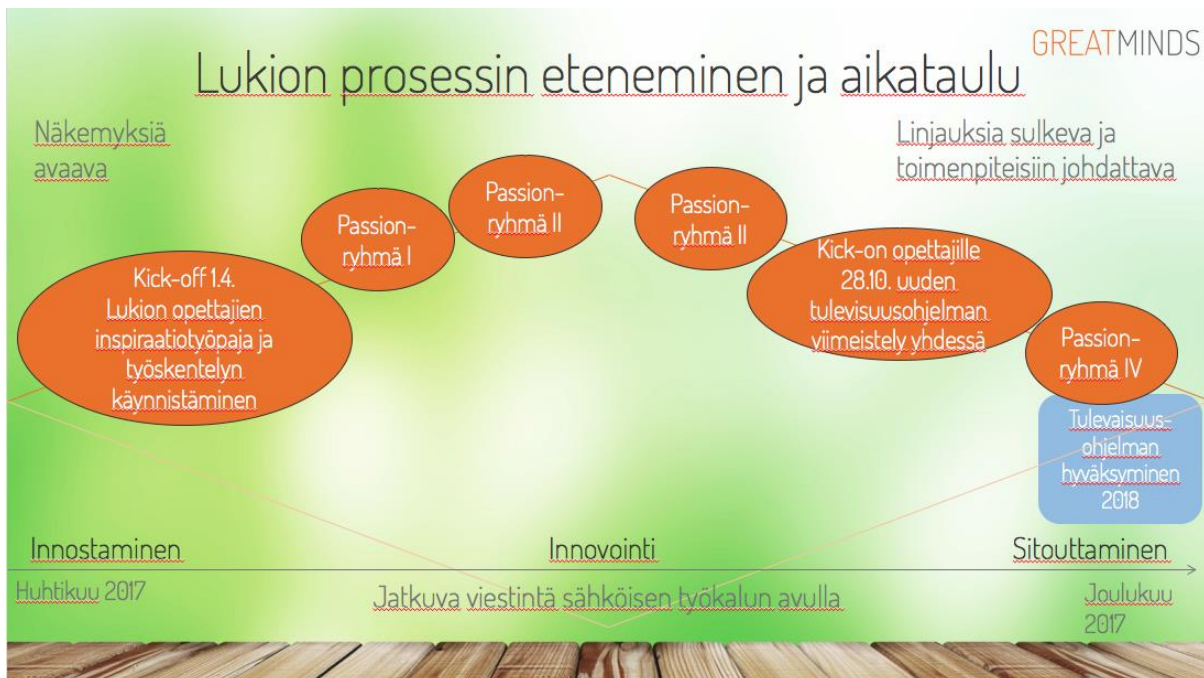 GREATMINDS
Lukion prosessin eteneminen ja aikataulu
Näkemyksiä
avaava
Linjauksia sulkeva ja
toimenpiteisiin johdattava
Kick-off 1.4.
Lukion opettajien
inspiraatiotyöpaja ja
työskentelyn
käynnistäminen
Passion-
ryhmä I
Passion-
ryhmä II
Passion-
ryhmä II
Kick-on opettajille
28.10. uuden
tulevisuusohjelman
viimeistely yhdessä
Passion-
ryhmä IV
Tulevaisuus-
ohjelman
hyväksyminen
2018
Innostaminen
Innovointi
Sitouttaminen
Huhtikuu 2017
Jatkuva viestintä sähköisen työkalun avulla
Joulukuu
2017